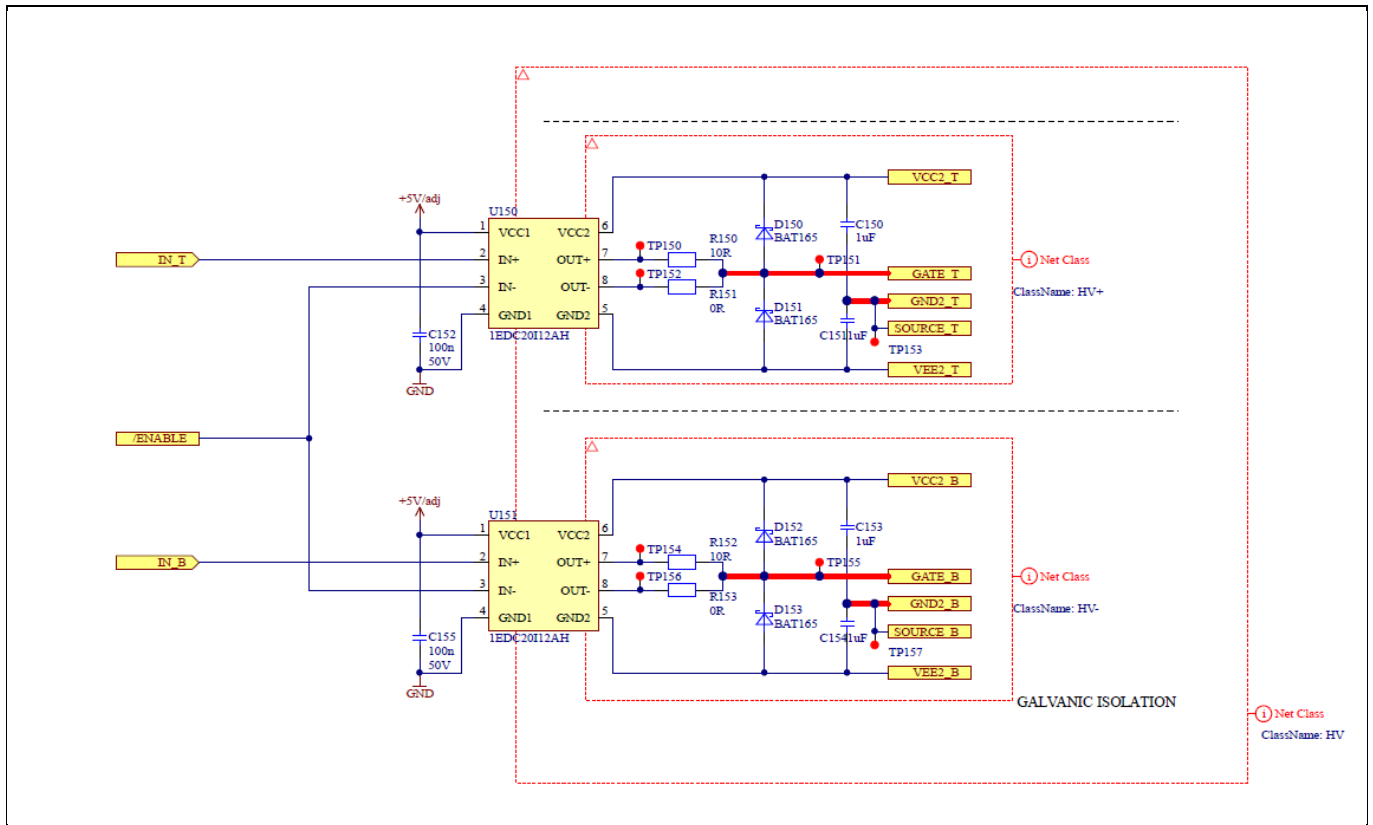 VCC2_T
+5V/adj
U150
1 VCC1 VCC2 6
D150
BAT165
C150
1uF
IN_T
2 IN+ OUT+ 7
TP150
R150
10R
TP151
Net Class
3 IN- OUT- 8
TP152
GATE_T
ClassName: HV+
R151
0R
GND2_T
4 GND1 GND2 5
D151
BAT165
1EDC20I12AH
C1511uF
SOURCE_T
C152
100n
50V
TP153
VEE2_T
GND
/ENABLE
VCC2_B
+5V/adj
U151
1 VCC1 VCC2 6
D152
BAT165
C153
1uF
IN_B
2 IN+ OUT+ 7
TP154
R152
10R
TP155
Net Class
3 IN- OUT- 8
TP156
GATE_B
ClassName: HV-
R153
0R
GND2_B
4 GND1 GND2 5
D153
BAT165
1EDC20I12AH
C1541uF
SOURCE_B
C155
100n
50V
TP157
VEE2_B
GND
GALVANIC ISOLATION
Net Class
ClassName: HV